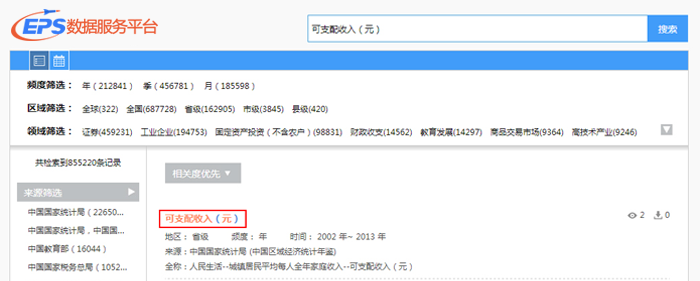 EPS数据服务平台
可支配收入（元）
搜索
频度筛选： 年（212841） 季（456781） 月（185598）
区域筛选： 全球(322) 全国(687728) 省级(162905) 市级(3845) 县级(420)
领域筛选： 证券(459231) 工业企业(194753) 固定资产投资（不含农户）(98831) 财政收支(14562) 教育发展(14297) 商品交易市场(9364) 高技术产业(9246)
共检索到855220条记录
相关度优先
来源筛选
中国国家统计局（22650...
中国国家统计局，中国国...
中国教育部（16044）
中国国家税务总局（1052...
可支配收入（元）
2 0
地区： 省级 频度： 年 时间： 2002 年~ 2013 年
来源：中国国家统计局 (中国区域经济统计年鉴)
全称：人民生活--城镇居民平均每人全年家庭收入--可支配收入（元）